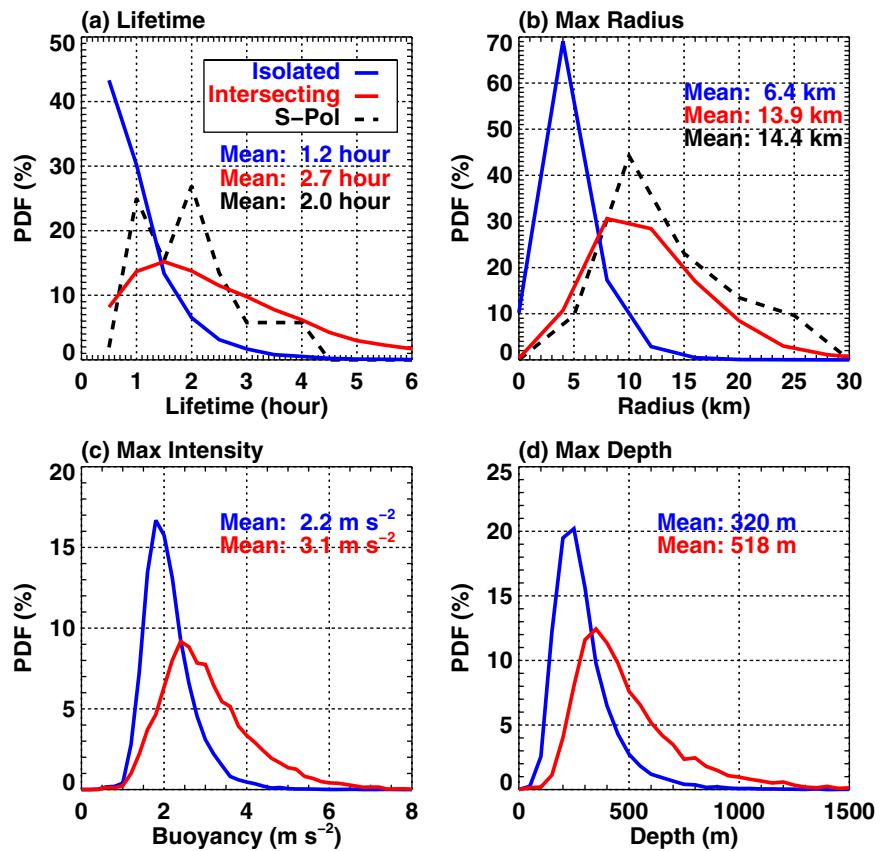 (a) Lifetime
50
40
30
20
10
0
PDF (%)
Isolated
Intersecting
S-Pol
Mean: 1.2 hour
Mean: 2.7 hour
Mean: 2.0 hour
0 1 2 3 4 5 6
Lifetime (hour)
(b) Max Radius
70
60
50
40
30
20
10
0
PDF (%)
Mean: 6.4 km
Mean: 13.9 km
Mean: 14.4 km
0 5 10 15 20 25 30
Radius (km)
(c) Max Intensity
20
15
10
5
0
PDF (%)
Mean: 2.2 m s⁻²
Mean: 3.1 m s⁻²
0 2 4 6 8
Buoyancy (m s⁻²)
(d) Max Depth
25
20
15
10
5
0
PDF (%)
Mean: 320 m
Mean: 518 m
0 500 1000 1500
Depth (m)